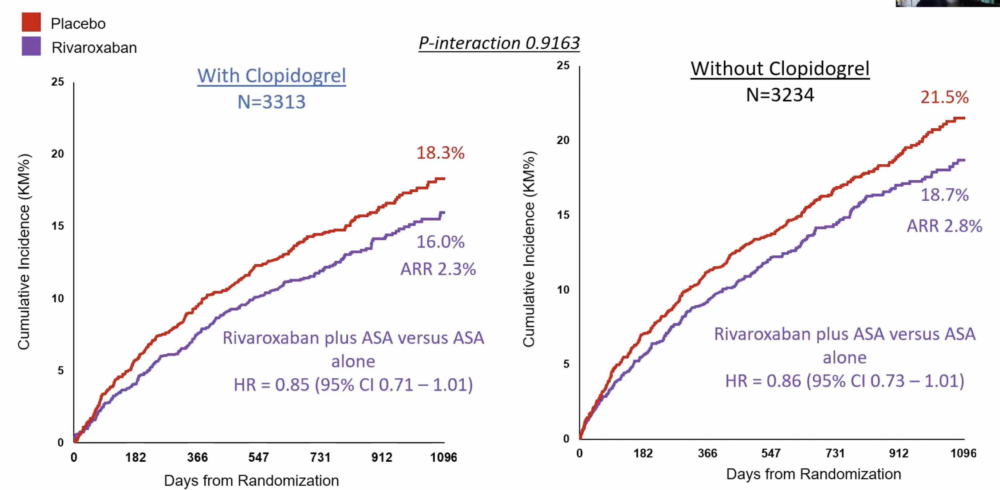 Placebo
Rivaroxaban
P-interaction 0.9163
With Clopidogrel
N=3313
25
20
15
10
5
0
Cumulative Incidence (KM%)
18.3%
16.0%
ARR 2.3%
Rivaroxaban plus ASA versus ASA
alone
HR = 0.85 (95% CI 0.71 – 1.01)
0 182 366 547 731 912 1096
Days from Randomization
Without Clopidogrel
N=3234
25
20
15
10
5
0
Cumulative Incidence (KM%)
21.5%
18.7%
ARR 2.8%
Rivaroxaban plus ASA versus ASA
alone
HR = 0.86 (95% CI 0.73 – 1.01)
0 182 366 547 731 912 1096
Days from Randomization